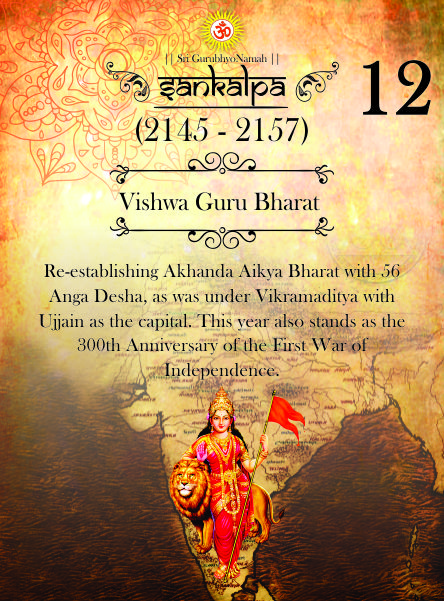 ॐ
|| Sri GurubhyoNamah ||
Sankalpa
12
(2145 - 2157)
Vishwa Guru Bharat
Re-establishing Akhanda Aikya Bharat with 56
Anga Desha, as was under Vikramaditya with
Ujjain as the capital. This year also stands as the
300th Anniversary of the First War of
Independence.